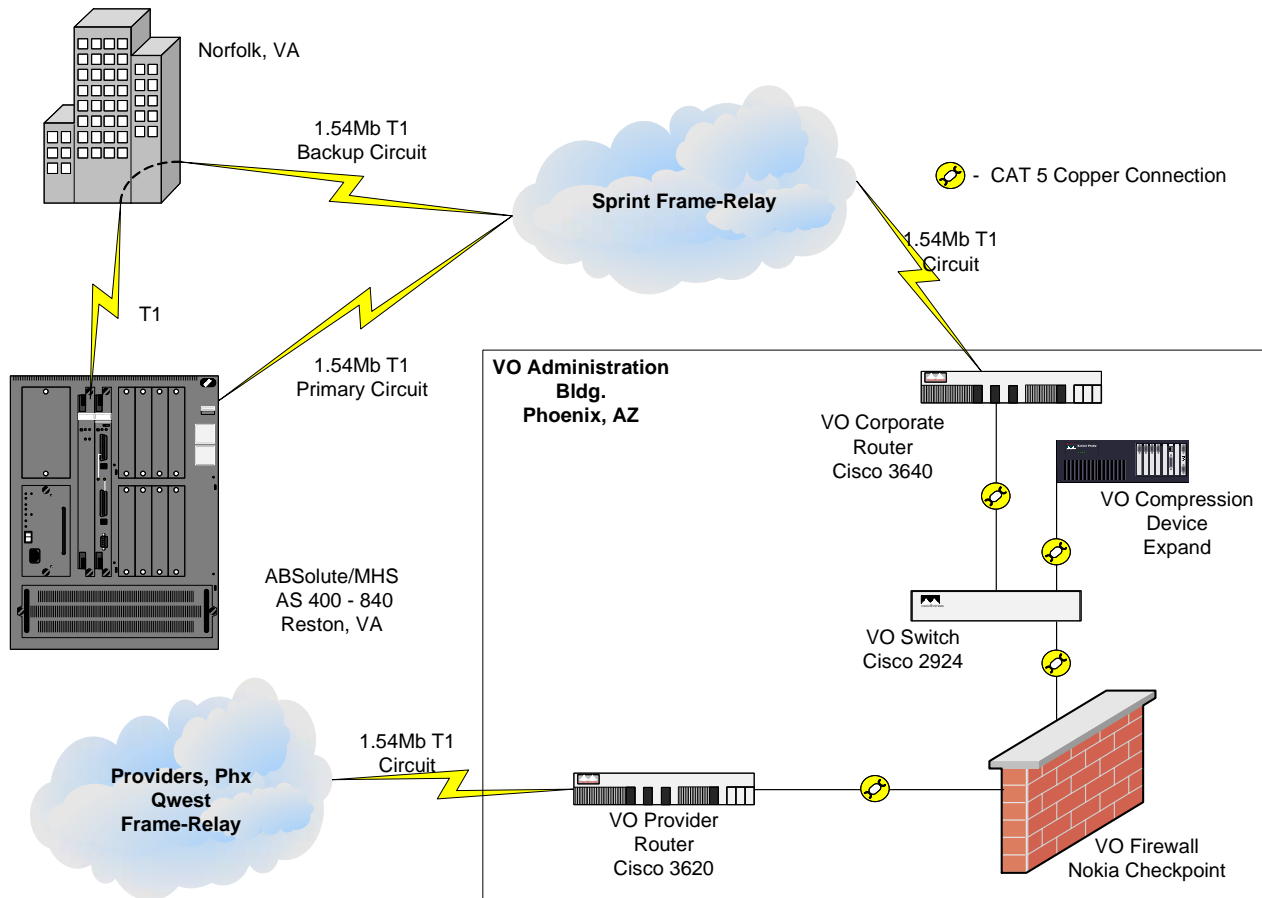 Norfolk, VA
1.54Mb T1
Backup Circuit
Sprint Frame-Relay
- CAT 5 Copper Connection
1.54Mb T1
Circuit
T1
1.54Mb T1
Primary Circuit
VO Administration
Bldg.
Phoenix, AZ
VO Corporate
Router
Cisco 3640
VO Compression
Device
Expand
ABSolute/MHS
AS 400 - 840
Reston, VA
VO Switch
Cisco 2924
1.54Mb T1
Circuit
Providers, Phx
Qwest
Frame-Relay
VO Provider
Router
Cisco 3620
VO Firewall
Nokia Checkpoint